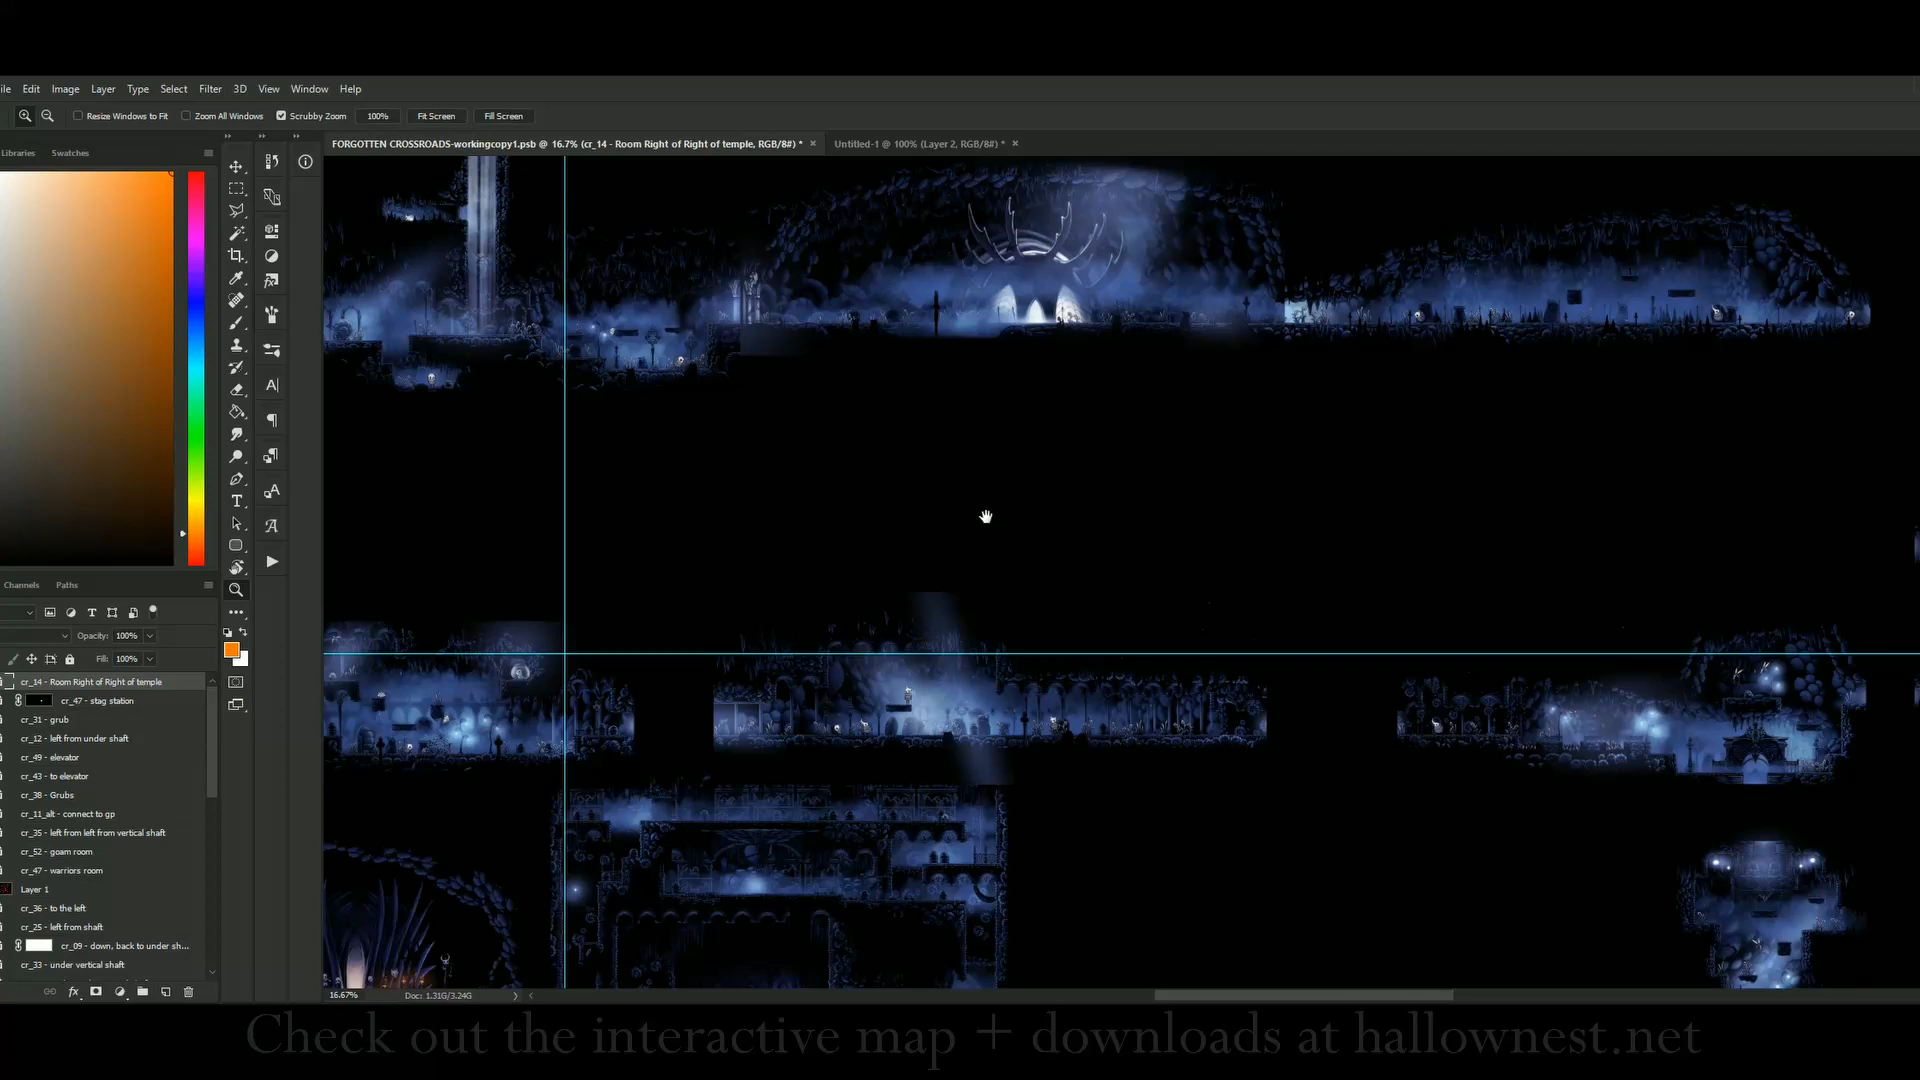 ile Edit Image Layer Type Select Filter 3D View Window Help
Resize Windows to Fit Zoom All Windows Scrubby Zoom 100% Fit Screen Fill Screen
Libraries Swatches
FORGOTTEN CROSSROADS-workingcopy1.psb @ 16.7% (cr_14 - Room Right of Right of temple, RGB/8#) *
Untitled-1 @ 100% (Layer 2, RGB/8#) *
Channels Paths
Opacity: 100%
Fill: 100%
cr_14 - Room Right of Right of temple
cr_47 - stag station
cr_31 - grub
cr_12 - left from under shaft
cr_49 - elevator
cr_43 - to elevator
cr_38 - Grubs
cr_11_alt - connect to gp
cr_35 - left from left from vertical shaft
cr_52 - goam room
cr_47 - warriors room
Layer 1
cr_36 - to the left
cr_25 - left from shaft
cr_09 - down, back to under sh...
cr_33 - under vertical shaft
16.67% Doc: 1.31G/3.24G
Check out the interactive map + downloads at hallownest.net